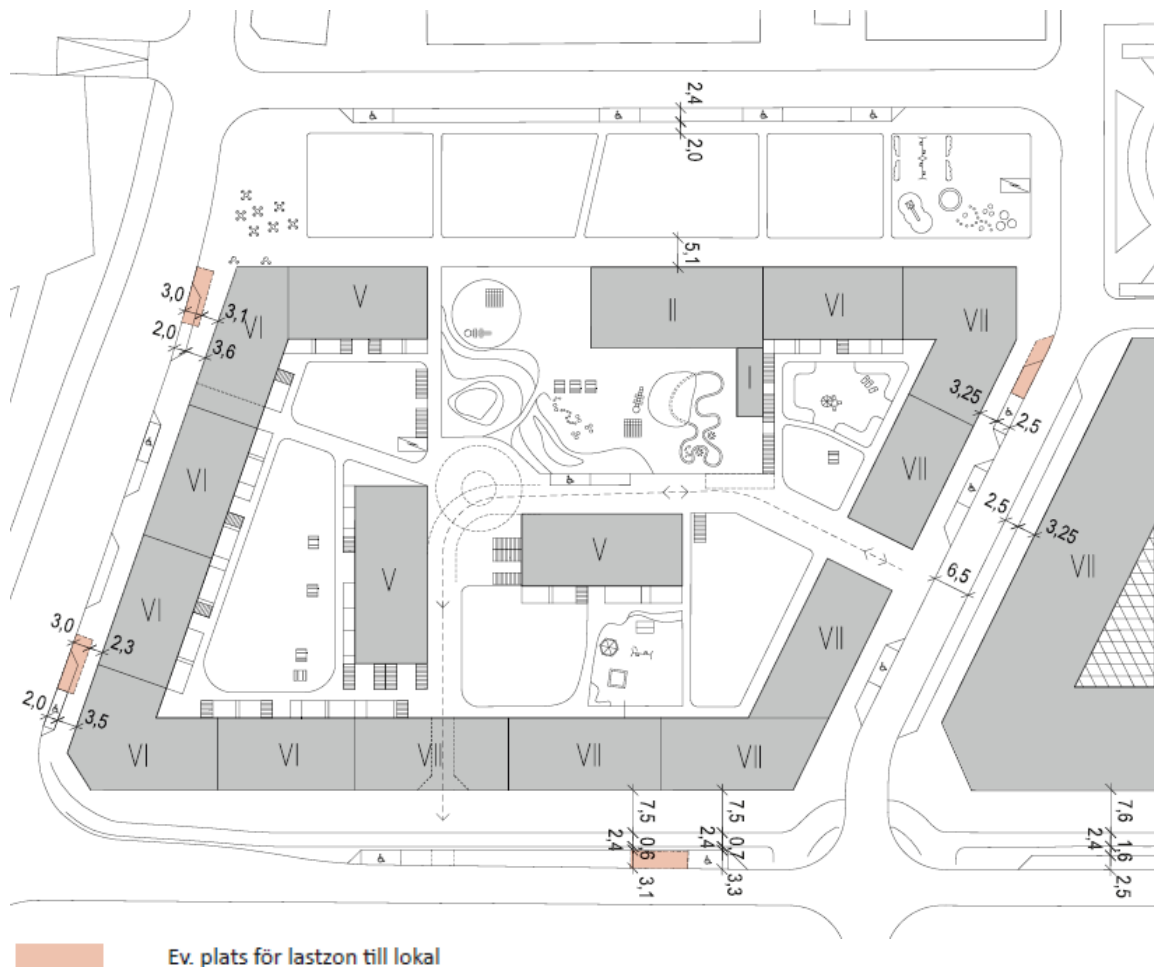 2,4
2,0
5,1
3,0
3,1
V
II
VI
VII
VI
2,0
3,6
I
3,25
2,5
VI
VII
2,5
3,25
V
V
VII
6,5
VI
VII
3,0
2,3
2,0
3,5
VI
VI
VII
VII
VII
7,5
7,5
7,6
0,6
0,7
1,6
2,4
2,4
2,4
3,1
3,3
2,5
Ev. plats för lastzon till lokal